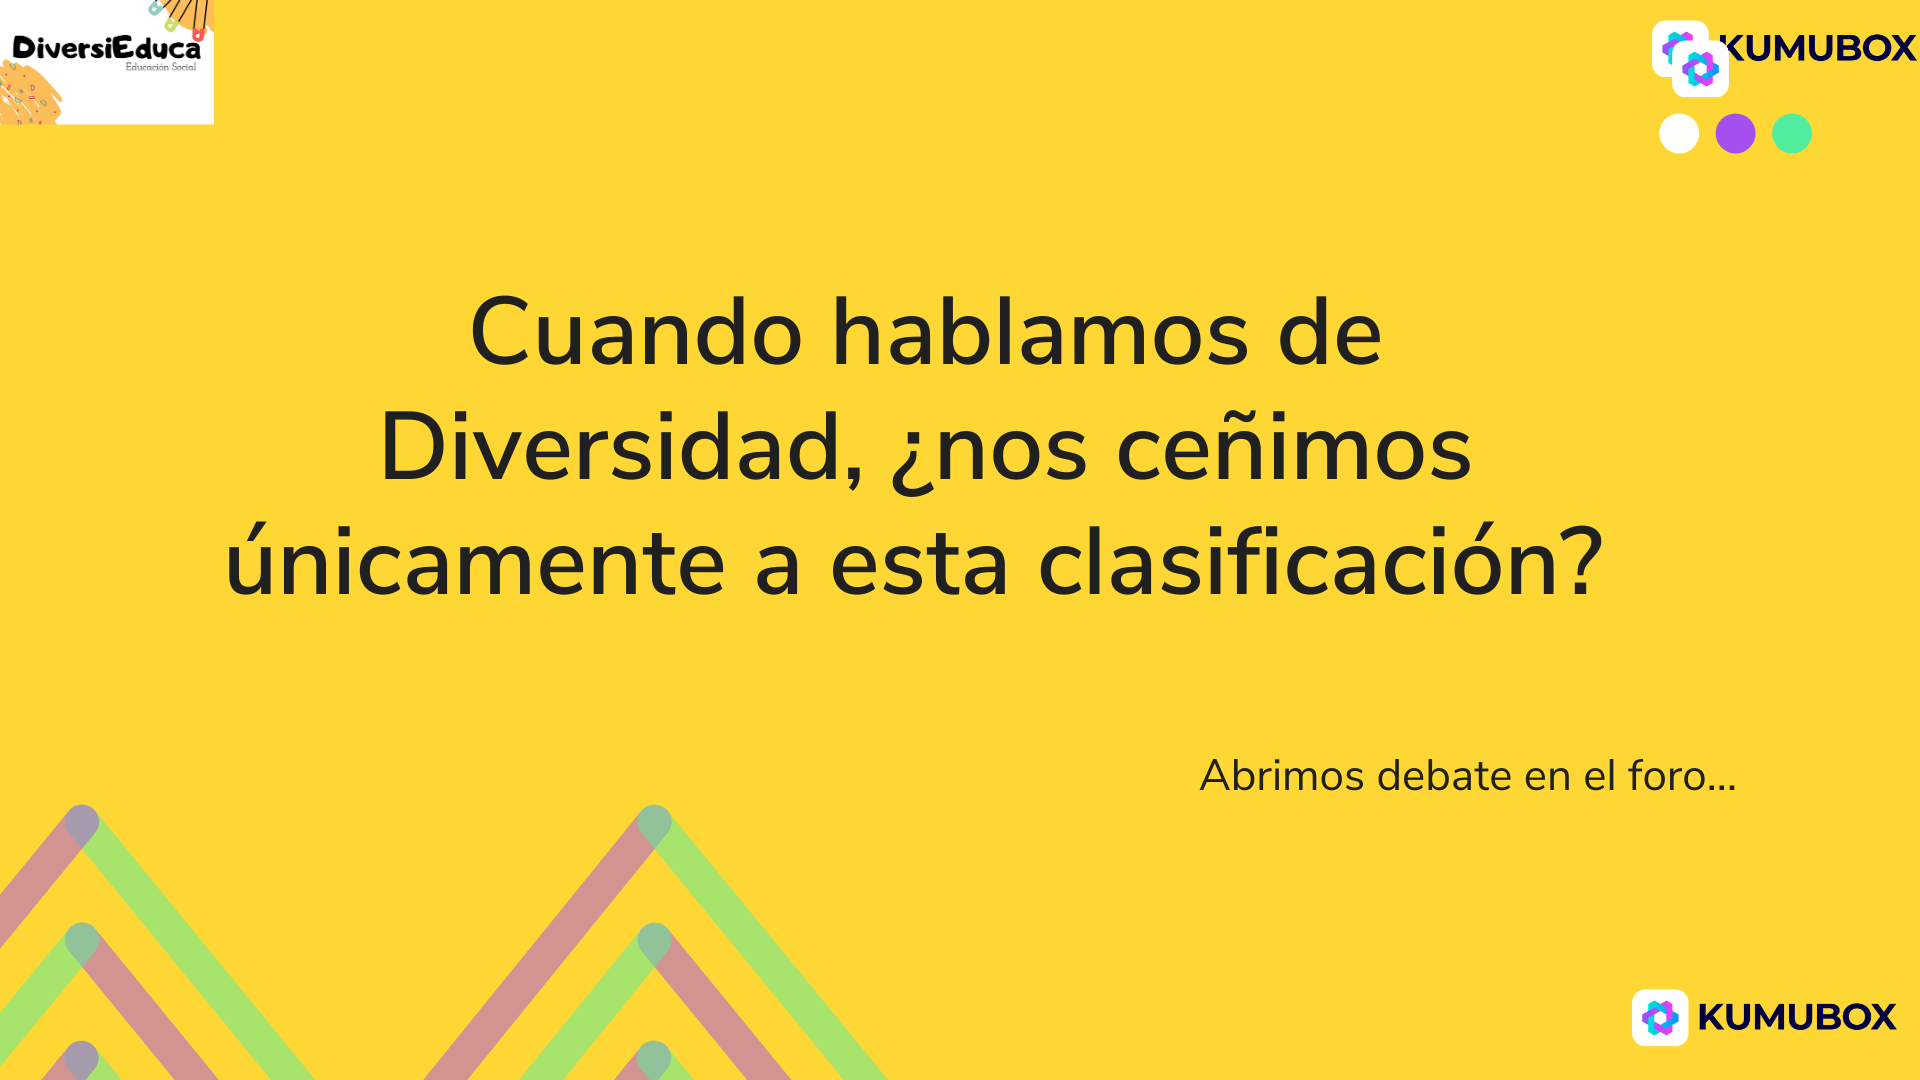 DiversiEduca
Educación Social
KUMUBOX
Cuando hablamos de
Diversidad, ¿nos ceñimos
únicamente a esta clasificación?
Abrimos debate en el foro...
KUMUBOX